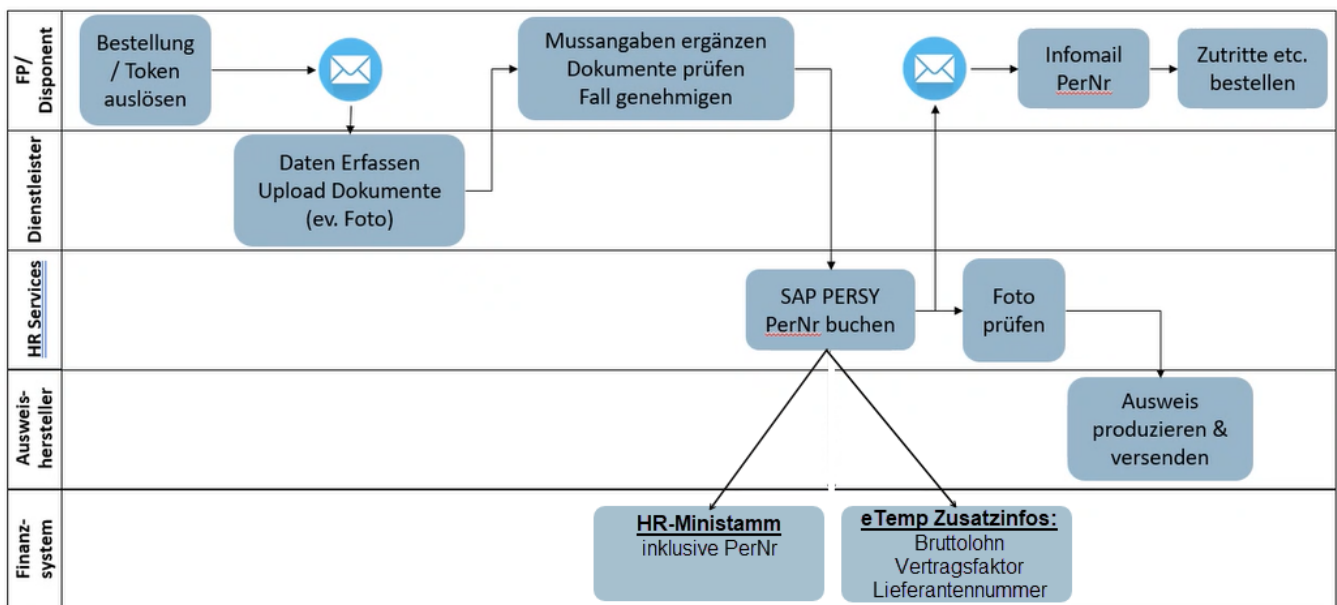 FP/
Disponent
Bestellung
/ Token
auslösen
Mussangaben ergänzen
Dokumente prüfen
Fall genehmigen
Infomail
PerNr
Zutritte etc.
bestellen
Dienstleister
Daten Erfassen
Upload Dokumente
(ev. Foto)
HR Services
SAP PERSY
PerNr buchen
Foto
prüfen
Ausweis-
hersteller
Ausweis
produzieren &
versenden
Finanz-
system
HR-Ministamm
inklusive PerNr
eTemp Zusatzinfos:
Bruttolohn
Vertragsfaktor
Lieferantennummer